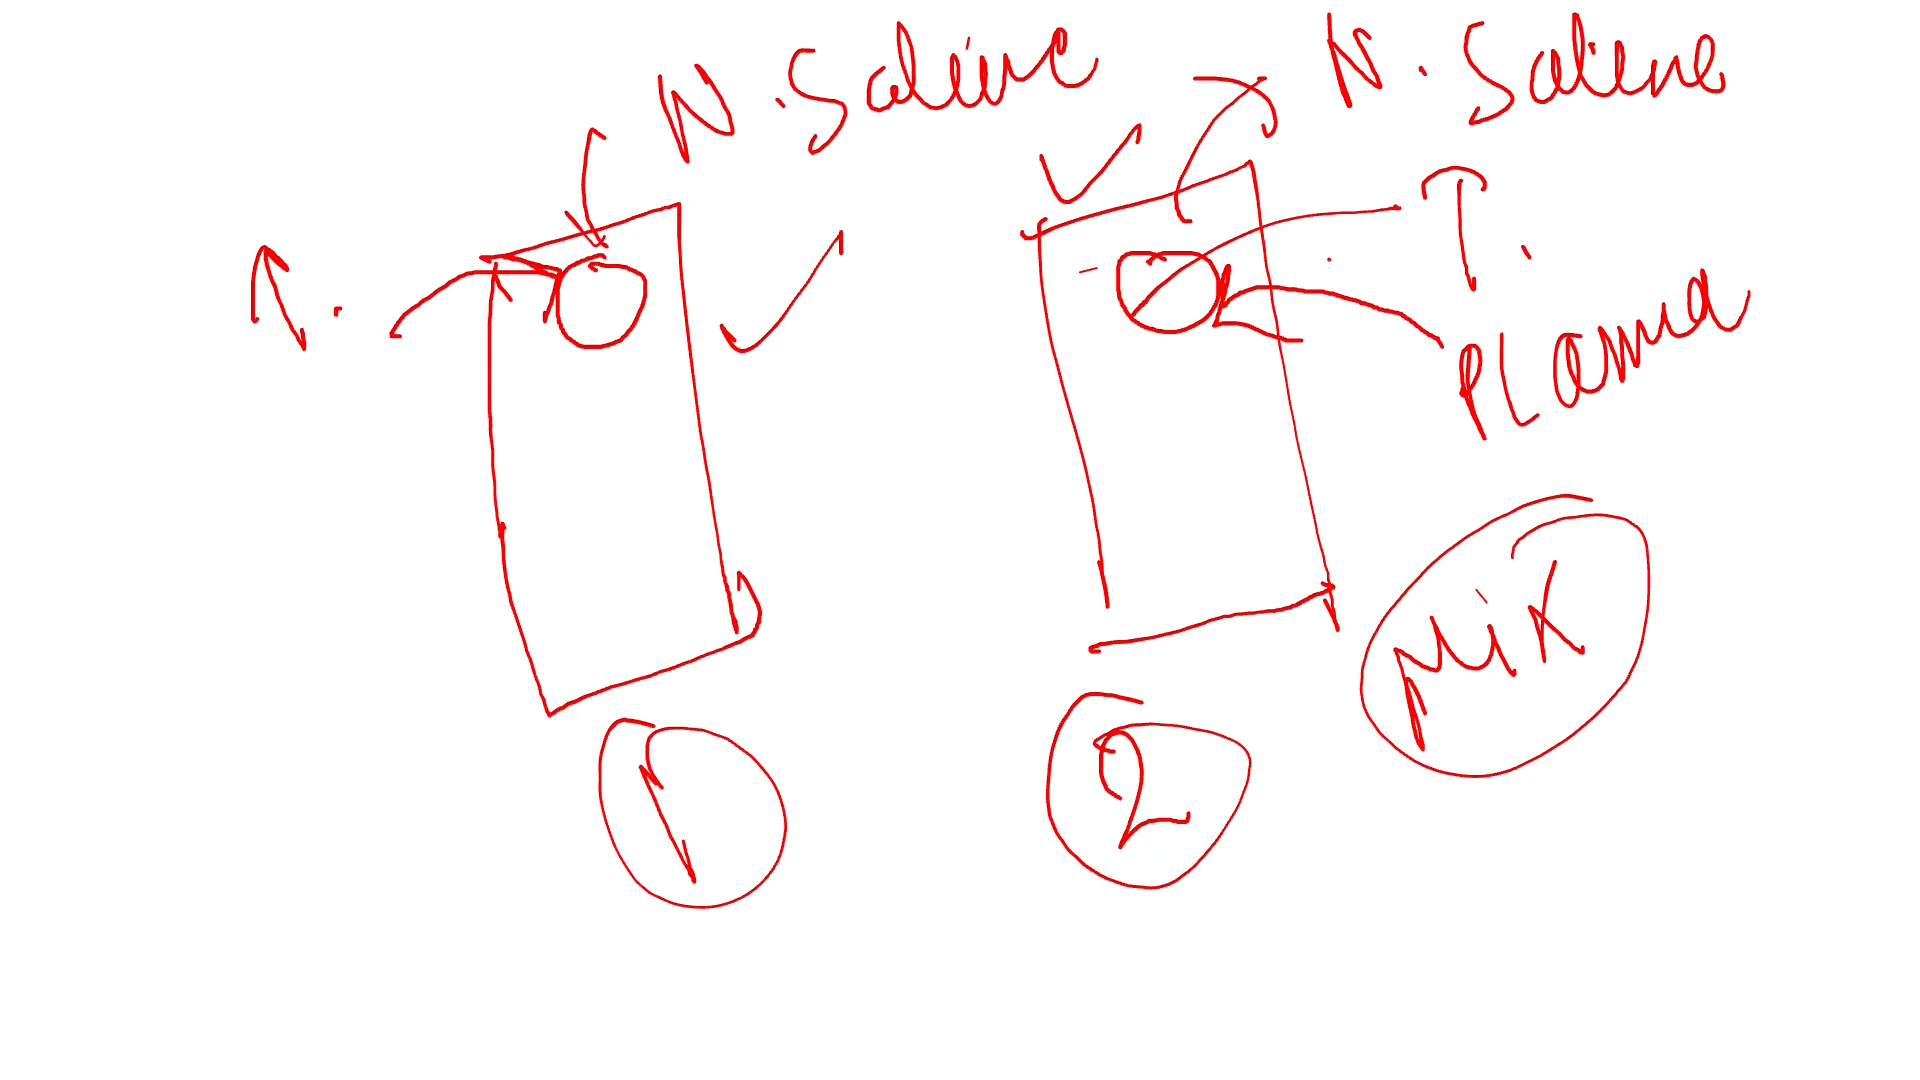 N. Saline
N. Saline
T.
T.
Plasma
Mix
1
2